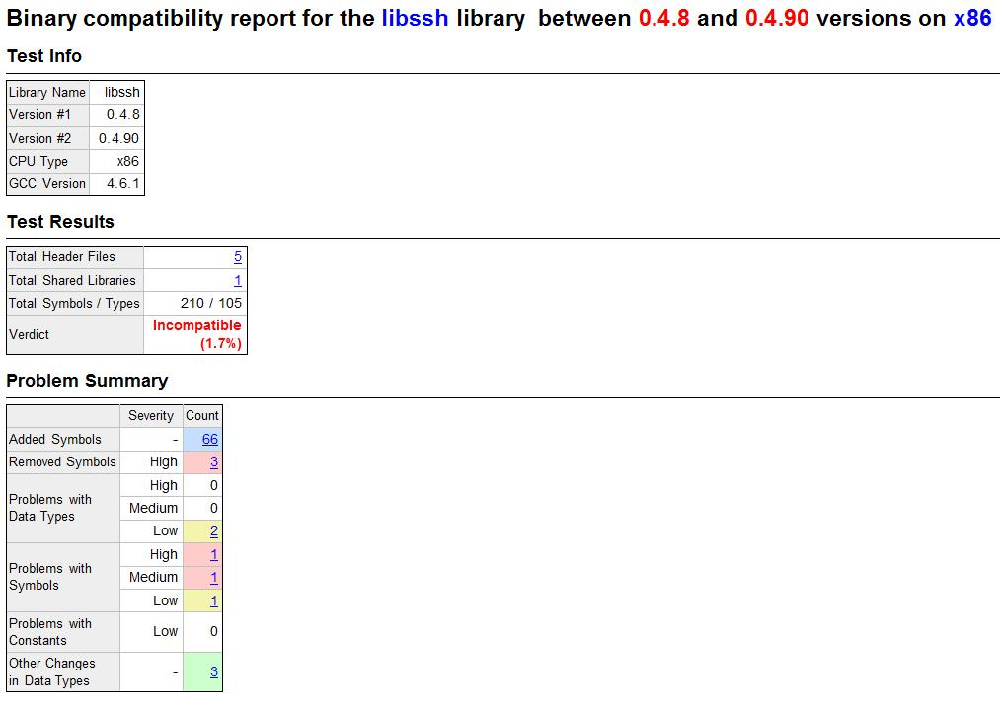 Binary compatibility report for the libssh library between 0.4.8 and 0.4.90 versions on x86
Test Info
Library Name libssh
Version #1 0.4.8
Version #2 0.4.90
CPU Type x86
GCC Version 4.6.1
Test Results
Total Header Files 5
Total Shared Libraries 1
Total Symbols / Types 210 / 105
Verdict Incompatible
(1.7%)
Problem Summary
Severity Count
Added Symbols - 66
Removed Symbols High 3
Problems with
Data Types
High 0
Medium 0
Low 2
Problems with
Symbols
High 1
Medium 1
Low 1
Problems with
Constants
Low 0
Other Changes
in Data Types
- 3